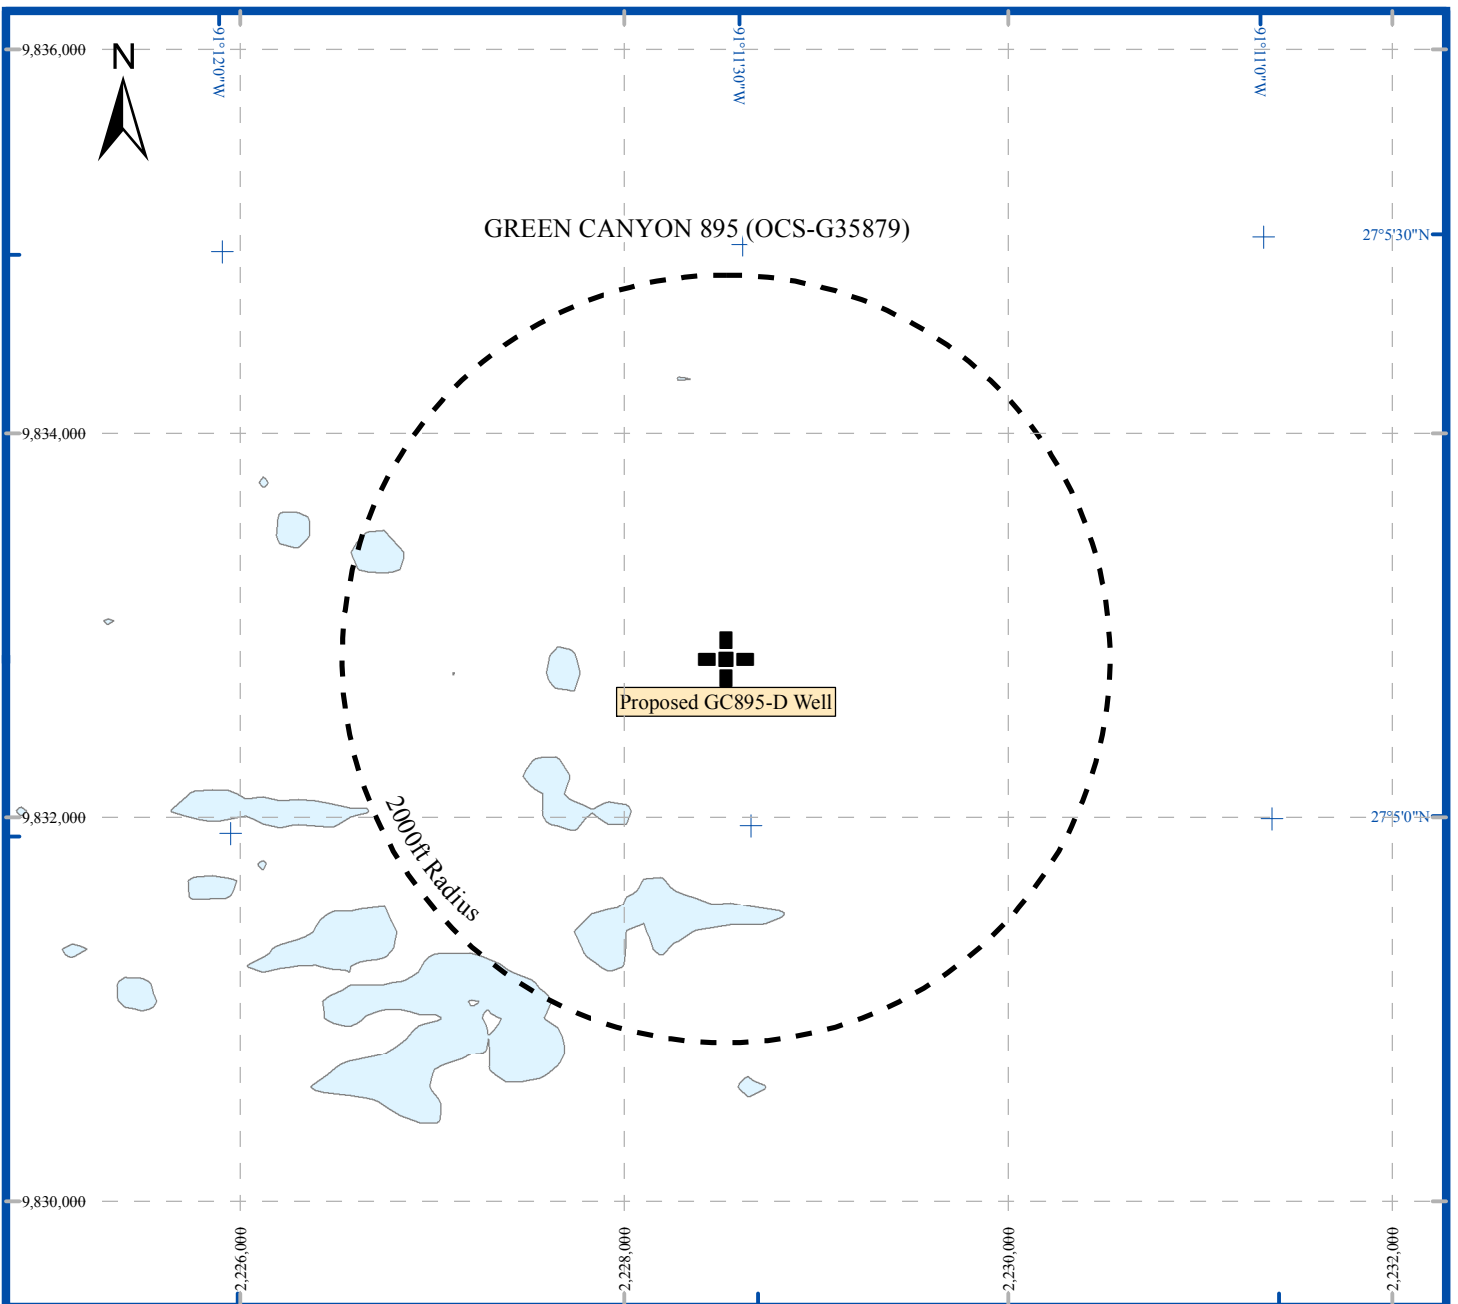 91°12'0"W
91°11'30"W
91°11'0"W
9,836,000
N
GREEN CANYON 895 (OCS-G35879)
27°5'30"N
9,834,000
Proposed GC895-D Well
2000ft Radius
9,832,000
27°5'0"N
9,830,000
2,226,000
2,228,000
2,230,000
2,232,000